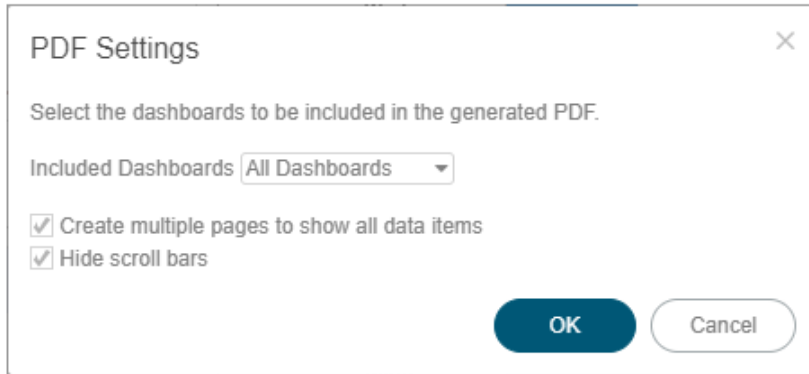 PDF Settings
Select the dashboards to be included in the generated PDF.
Included Dashboards All Dashboards
Create multiple pages to show all data items
Hide scroll bars
OK Cancel